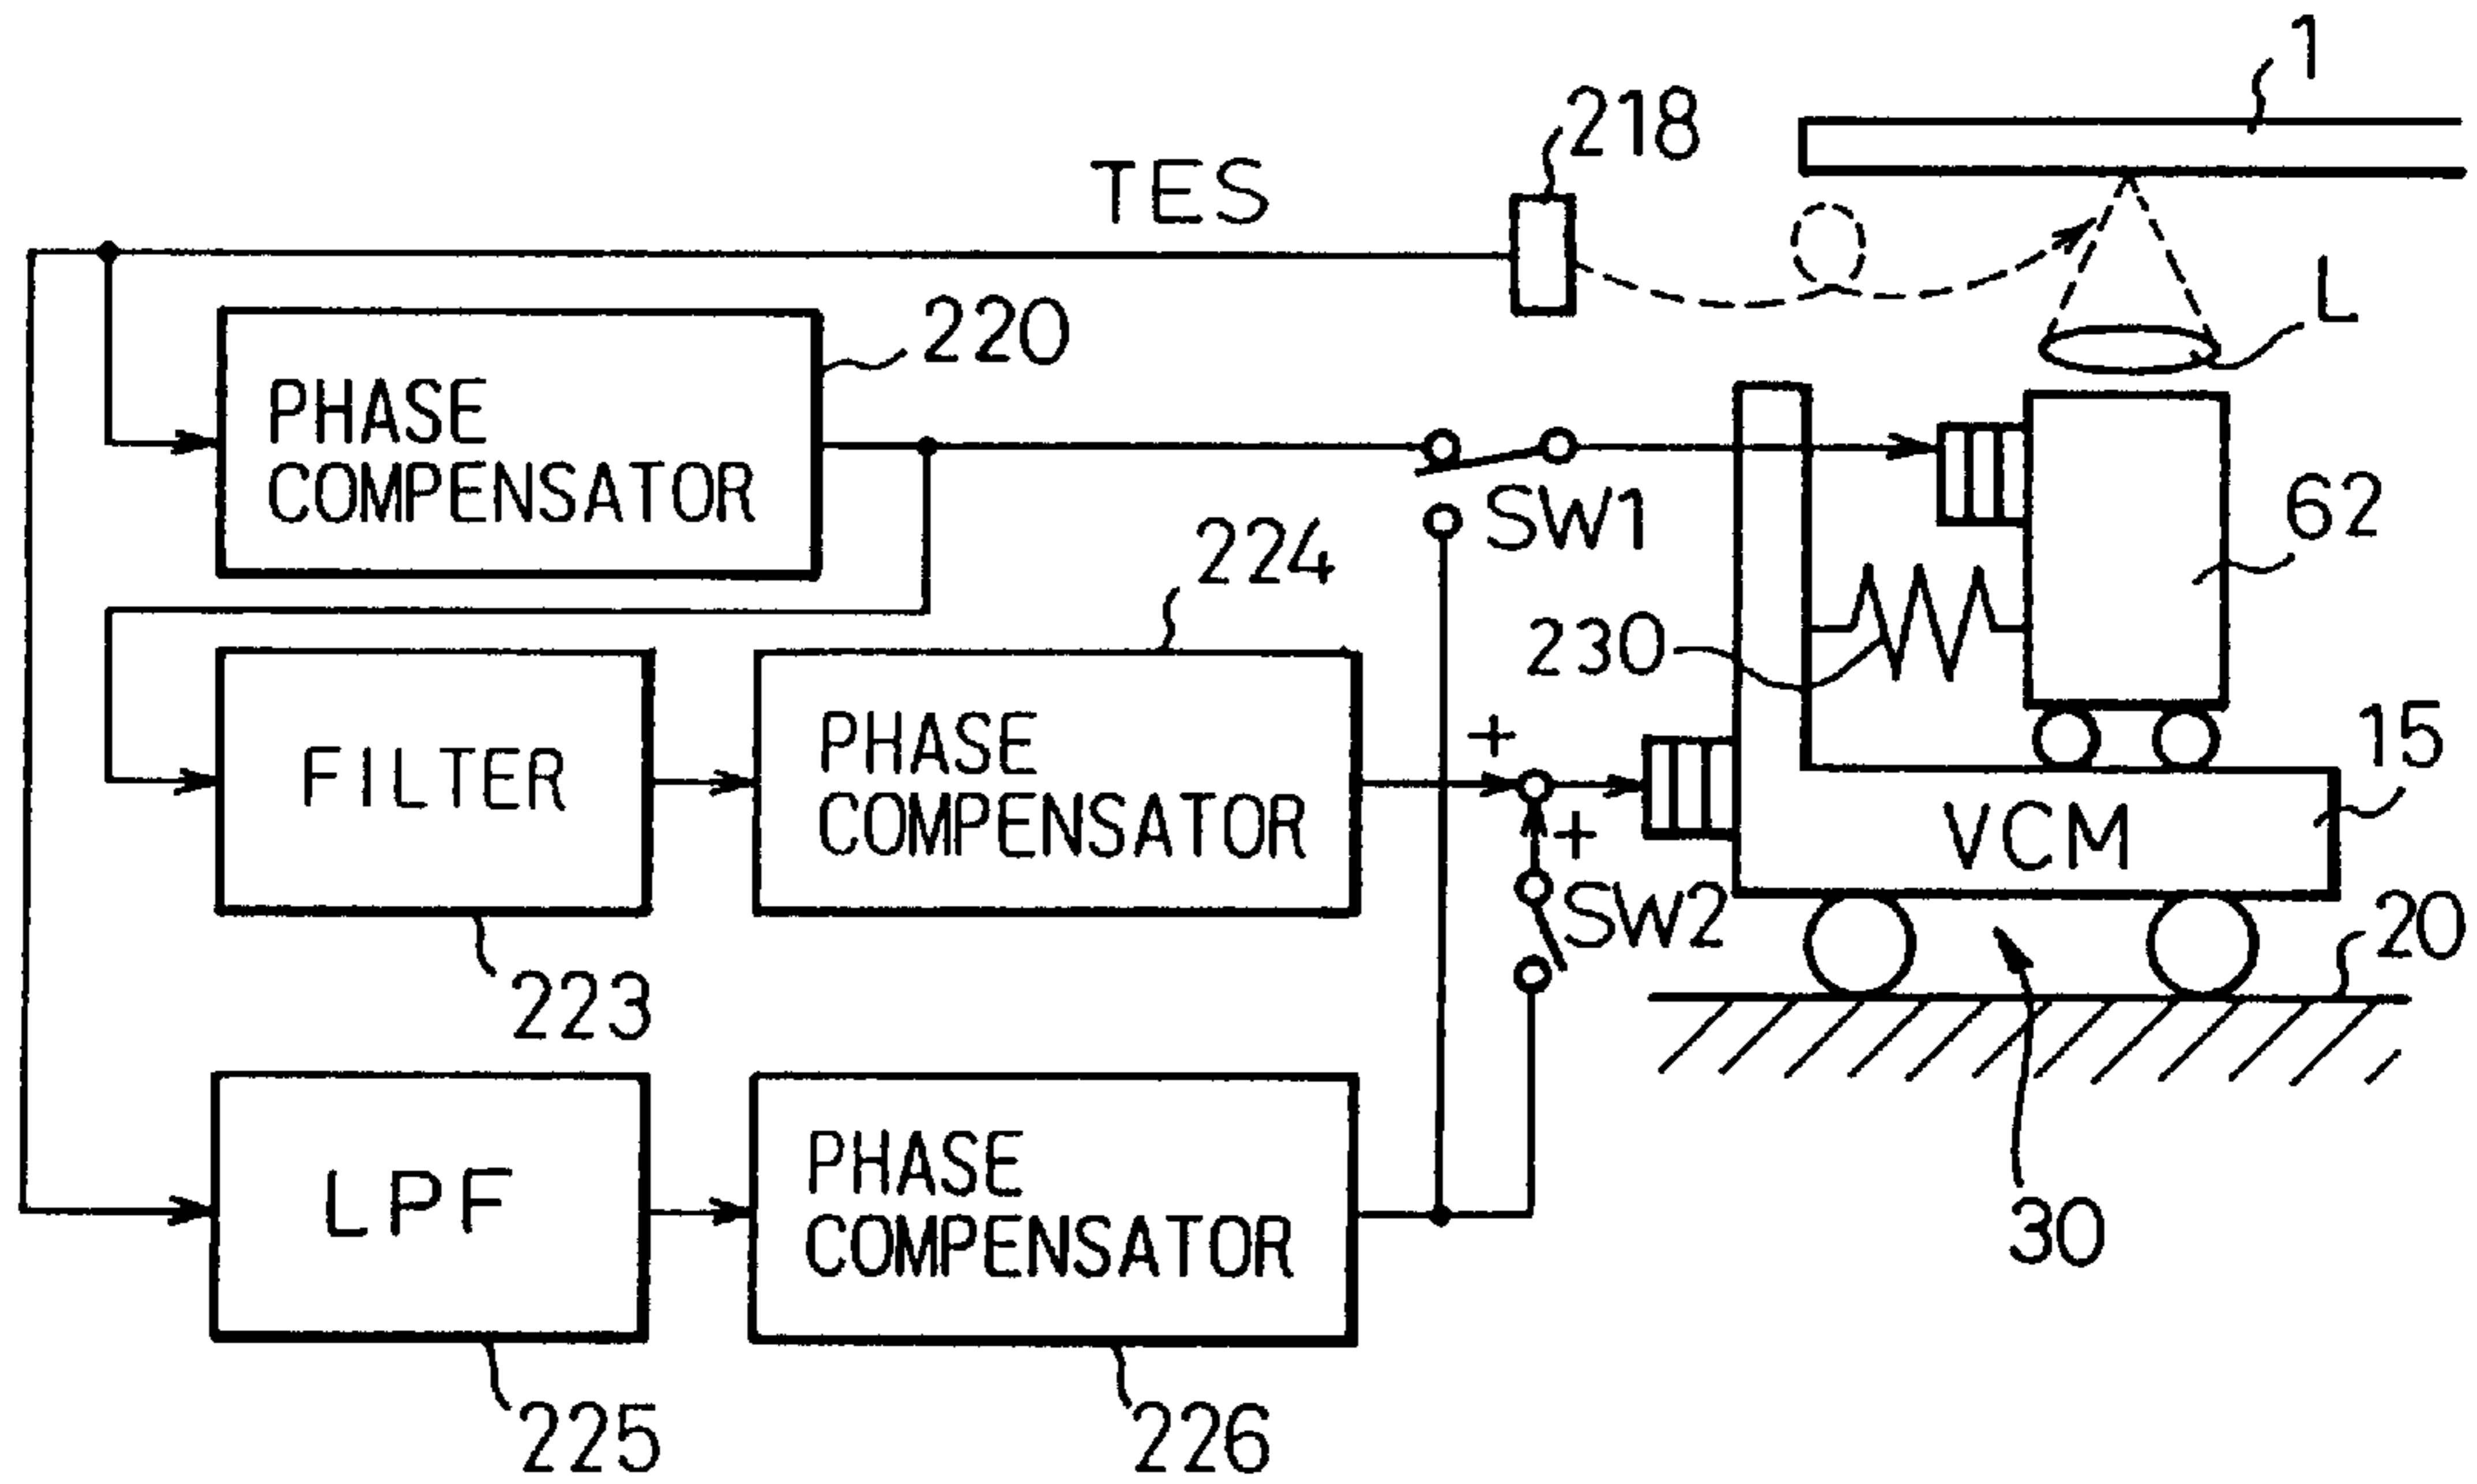 1
218
TES
L
220
PHASE
COMPENSATOR
SW1
62
224
230
15
+
FILTER
PHASE
COMPENSATOR
+
VCM
SW2
20
223
30
LPF
PHASE
COMPENSATOR
225
226